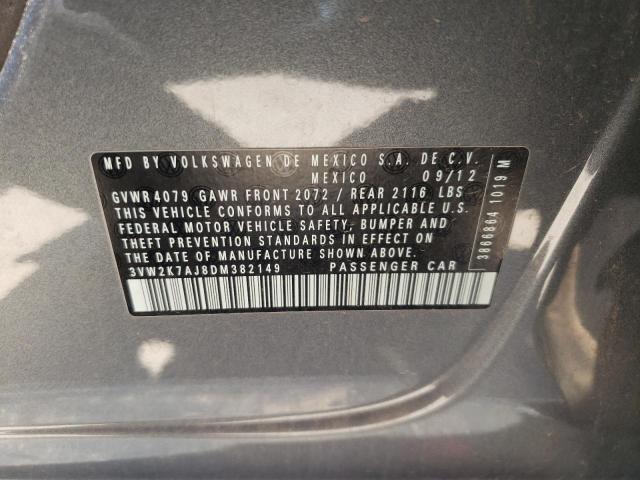 MFD BY VOLKSWAGEN DE MEXICO S.A. DE C.V.
MEXICO 09/12
GVWR 4079 GAWR FRONT 2072 / REAR 2116 LBS
THIS VEHICLE CONFORMS TO ALL APPLICABLE U.S.
FEDERAL MOTOR VEHICLE SAFETY, BUMPER AND
THEFT PREVENTION STANDARDS IN EFFECT ON
THE DATE OF MANUFACTURE SHOWN ABOVE.
3VW2K7AJ8DM382149 PASSENGER CAR
3866864 1019 M